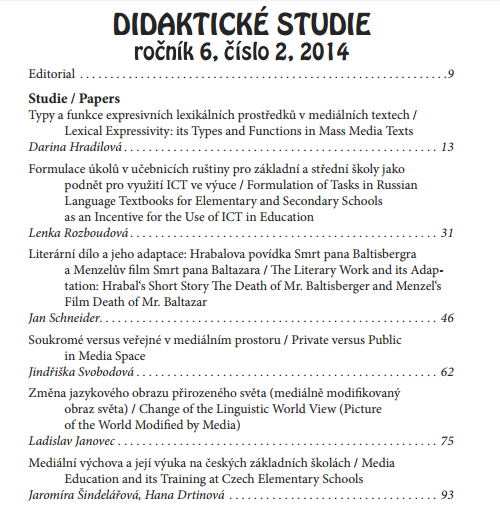 DIDAKTICKÉ STUDIE
ročník 6, číslo 2, 2014
Editorial . . . . . . . . . . . . . . . . . . . . . . . . . . . . . . . . . . . . . . . . . . . . . . . . . . . . . . .9
Studie / Papers
Typy a funkce expresivních lexikálních prostředků v mediálních textech /
Lexical Expressivity: its Types and Functions in Mass Media Texts
Darina Hradilová . . . . . . . . . . . . . . . . . . . . . . . . . . . . . . . . . . . . . . . . . . . . . . 13
Formulace úkolů v učebnicích ruštiny pro základní a střední školy jako
podnět pro využití ICT ve výuce / Formulation of Tasks in Russian
Language Textbooks for Elementary and Secondary Schools
as an Incentive for the Use of ICT in Education
Lenka Rozboudová . . . . . . . . . . . . . . . . . . . . . . . . . . . . . . . . . . . . . . . . . . . . . 31
Literární dílo a jeho adaptace: Hrabalova povídka Smrt pana Baltisbergra
a Menzelův film Smrt pana Baltazara / The Literary Work and its Adap-
tation: Hrabal's Short Story The Death of Mr. Baltisberger and Menzel's
Film Death of Mr. Baltazar
Jan Schneider. . . . . . . . . . . . . . . . . . . . . . . . . . . . . . . . . . . . . . . . . . . . . . . . . 46
Soukromé versus veřejné v mediálním prostoru / Private versus Public
in Media Space
Jindřiška Svobodová . . . . . . . . . . . . . . . . . . . . . . . . . . . . . . . . . . . . . . . . . . . . 62
Změna jazykového obrazu přirozeného světa (mediálně modifikovaný
obraz světa) / Change of the Linguistic World View (Picture
of the World Modified by Media)
Ladislav Janovec . . . . . . . . . . . . . . . . . . . . . . . . . . . . . . . . . . . . . . . . . . . . . . . 75
Mediální výchova a její výuka na českých základních školách / Media
Education and its Training at Czech Elementary Schools
Jaromíra Šindelářová, Hana Drtinová . . . . . . . . . . . . . . . . . . . . . . . . . . . . . . 93